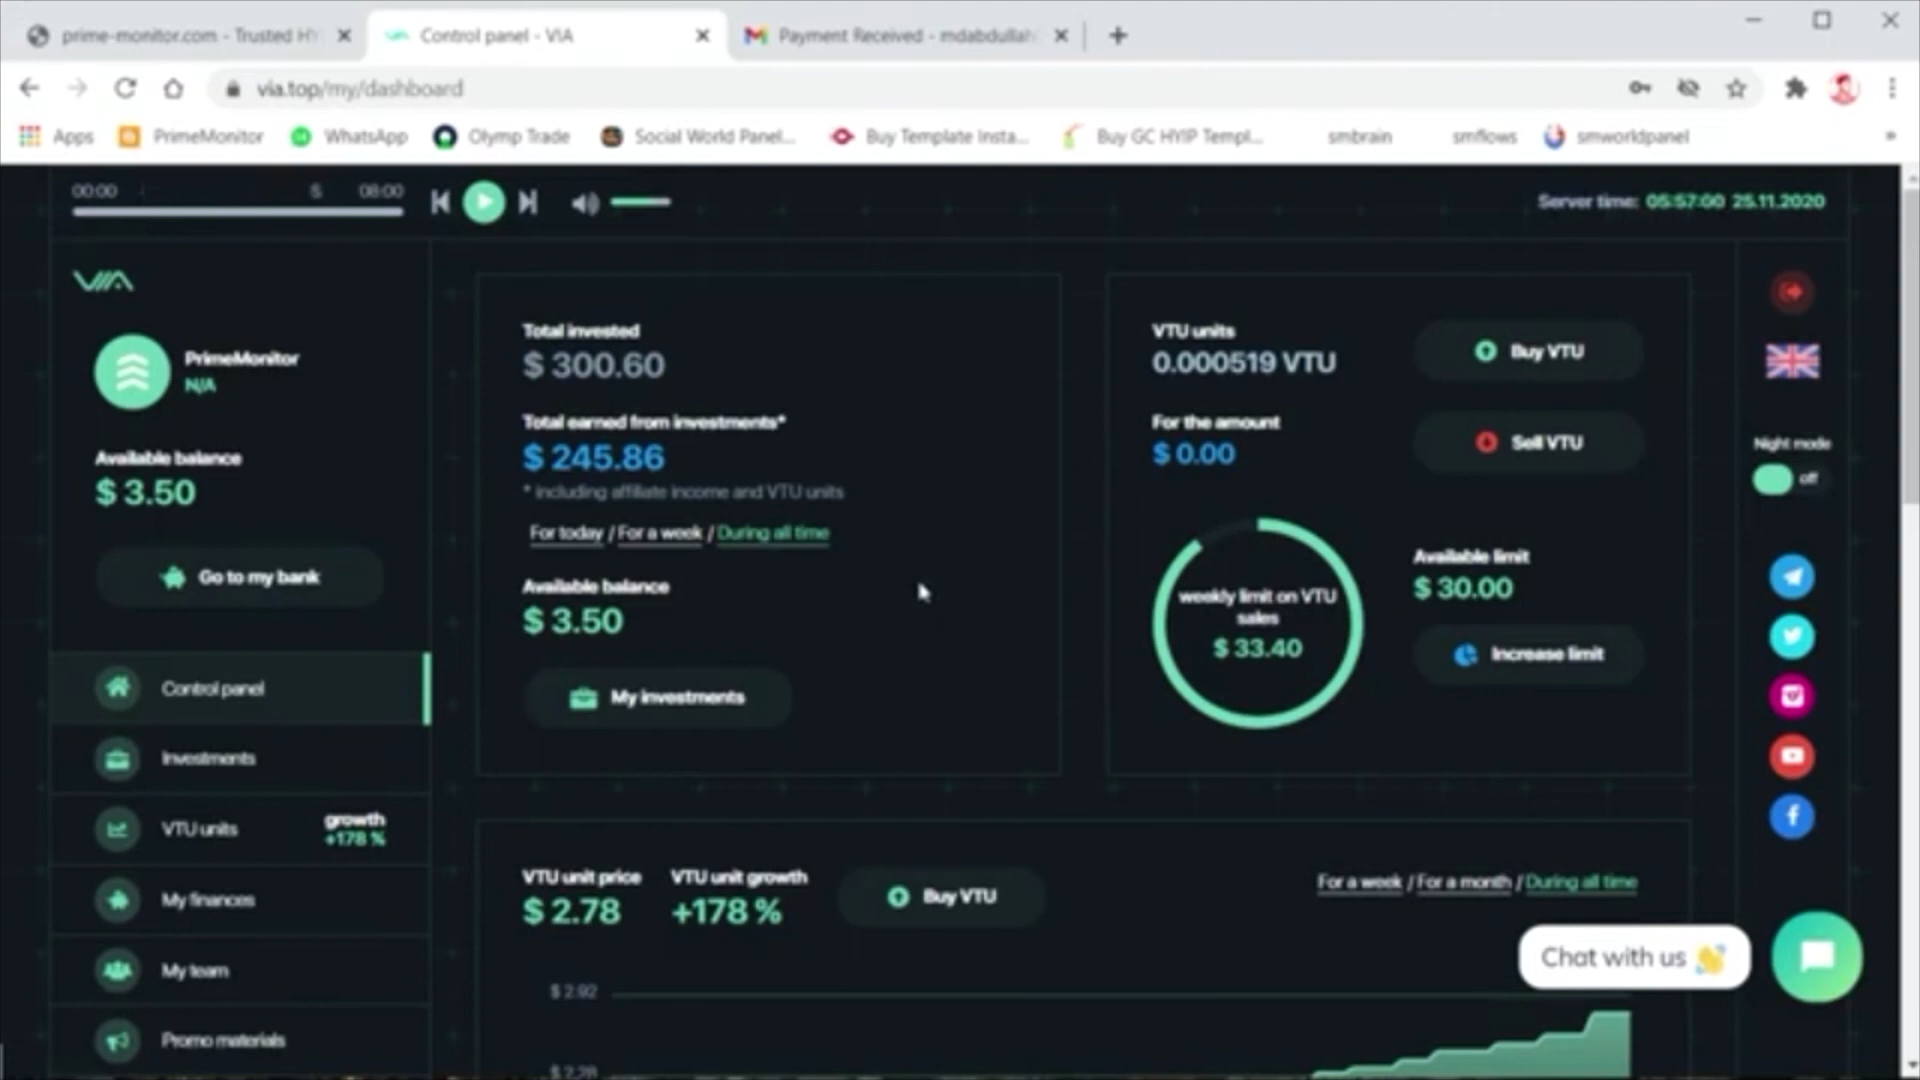 prime-monitor.com - Trusted HY
Control panel - VIA
Payment Received - mdabdullah
via.top/my/dashboard
Apps
PrimeMonitor
WhatsApp
Olymp Trade
Social World Panel...
Buy Template Insta...
Buy GC HYIP Templ...
smbrain
smflows
smworldpanel
»
00:00
S
08:00
Server time: 05:57:00 25.11.2020
VIA
PrimeMonitor
N/A
Available balance
$ 3.50
Go to my bank
Control panel
Investments
VTU units
growth
+178 %
My finances
My team
Promo materials
Total invested
$ 300.60
Total earned from investments*
$ 245.86
* including affiliate income and VTU units
For today / For a week / During all time
Available balance
$ 3.50
My investments
VTU units
0.000519 VTU
Buy VTU
For the amount
$ 0.00
Sell VTU
weekly limit on VTU
sales
$ 33.40
Available limit
$ 30.00
Increase limit
Night mode
off
VTU unit price
$ 2.78
VTU unit growth
+178 %
Buy VTU
For a week / For a month / During all time
$ 2.92
$ 2.28
Chat with us 👋